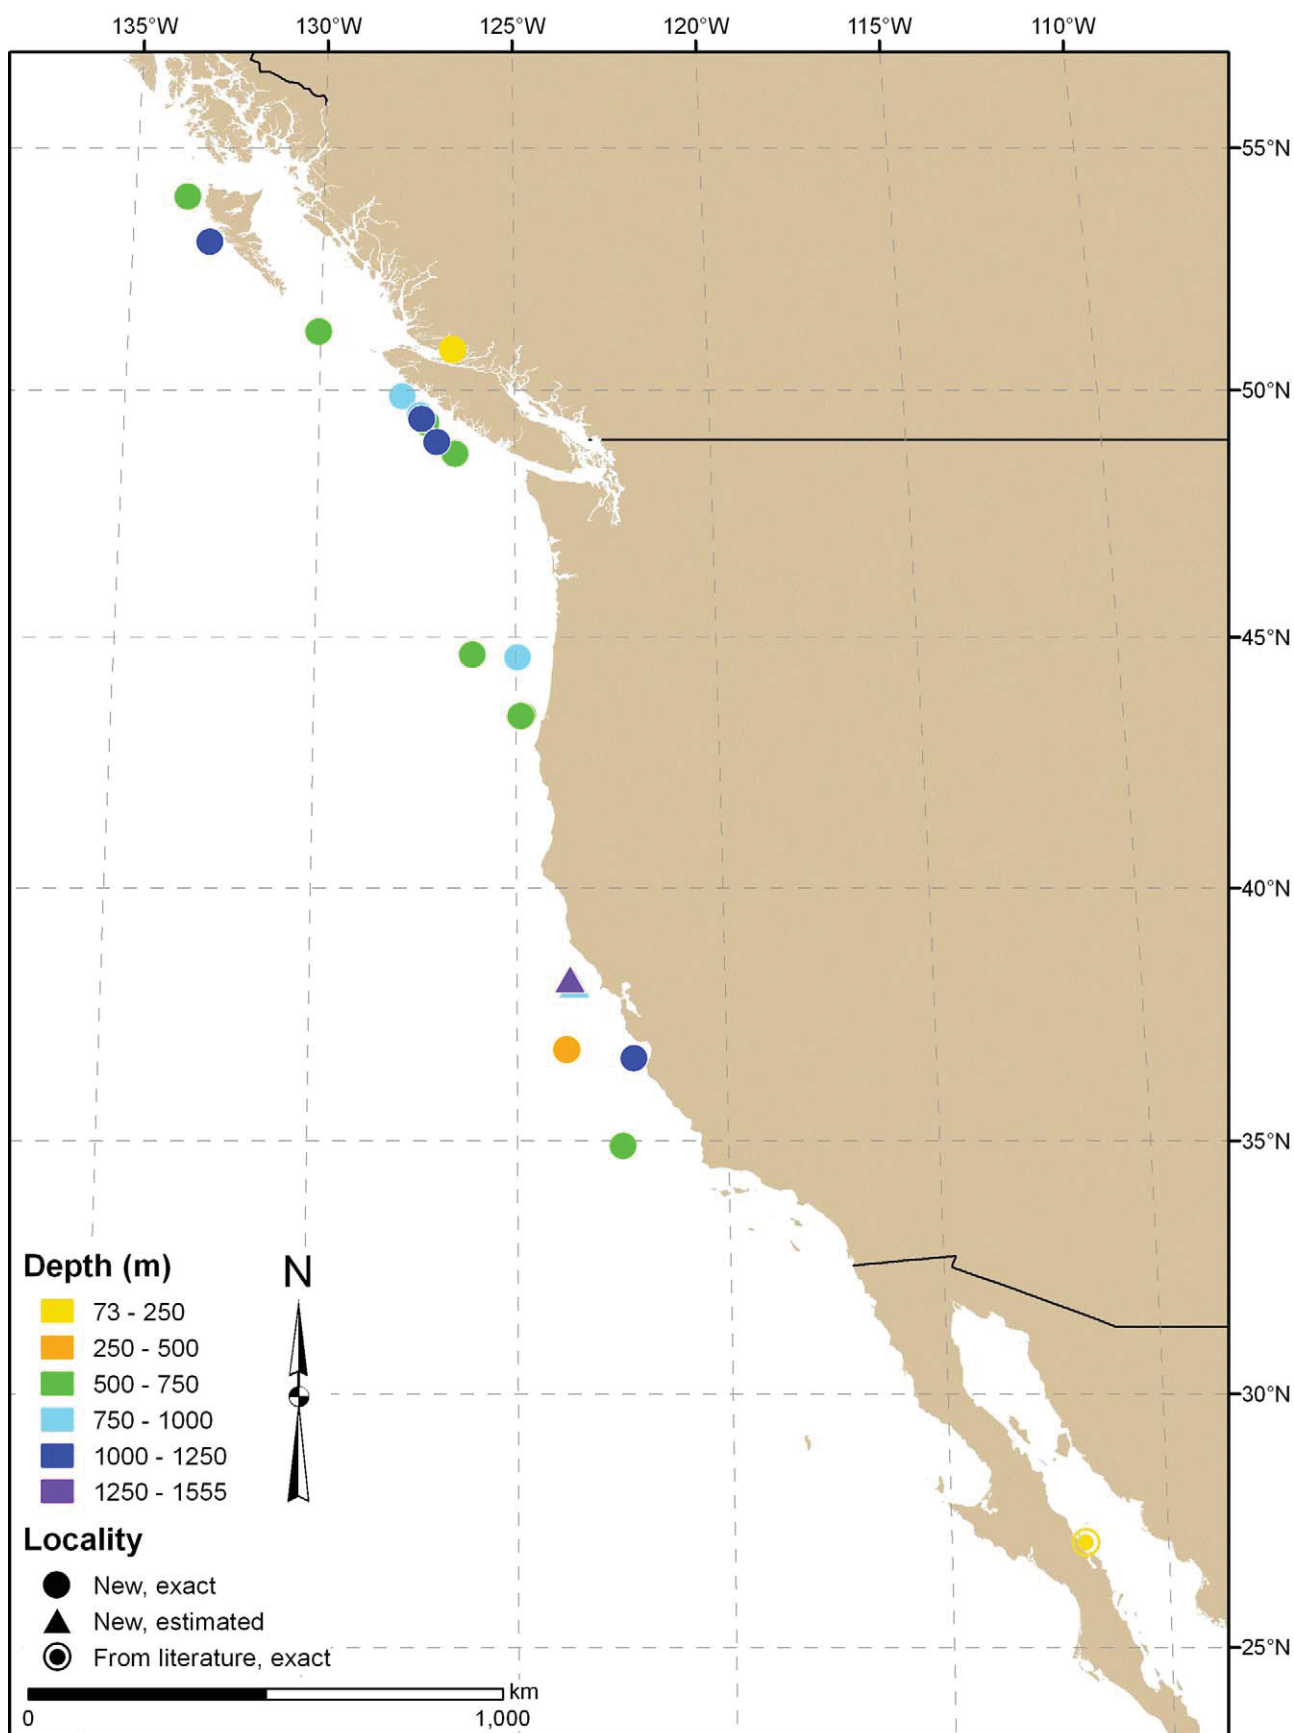 135°W 130°W 125°W 120°W 115°W 110°W
55°N
50°N
45°N
40°N
35°N
30°N
25°N
Depth (m)
N
73 - 250
250 - 500
500 - 750
750 - 1000
1000 - 1250
1250 - 1555
Locality
New, exact
New, estimated
From literature, exact
km
0 1,000